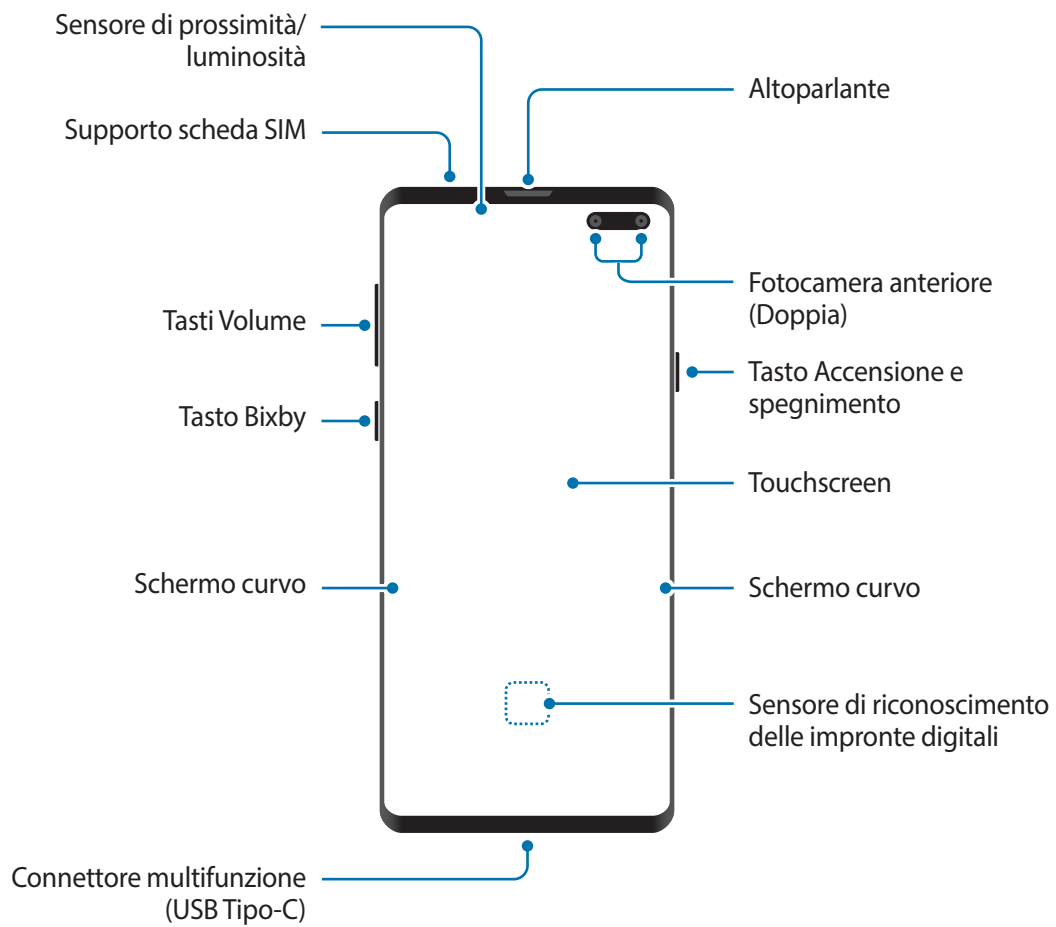 Sensore di prossimità/
luminosità
Supporto scheda SIM
Tasti Volume
Tasto Bixby
Schermo curvo
Connettore multifunzione
(USB Tipo-C)
Altoparlante
Fotocamera anteriore
(Doppia)
Tasto Accensione e
spegnimento
Touchscreen
Schermo curvo
Sensore di riconoscimento
delle impronte digitali